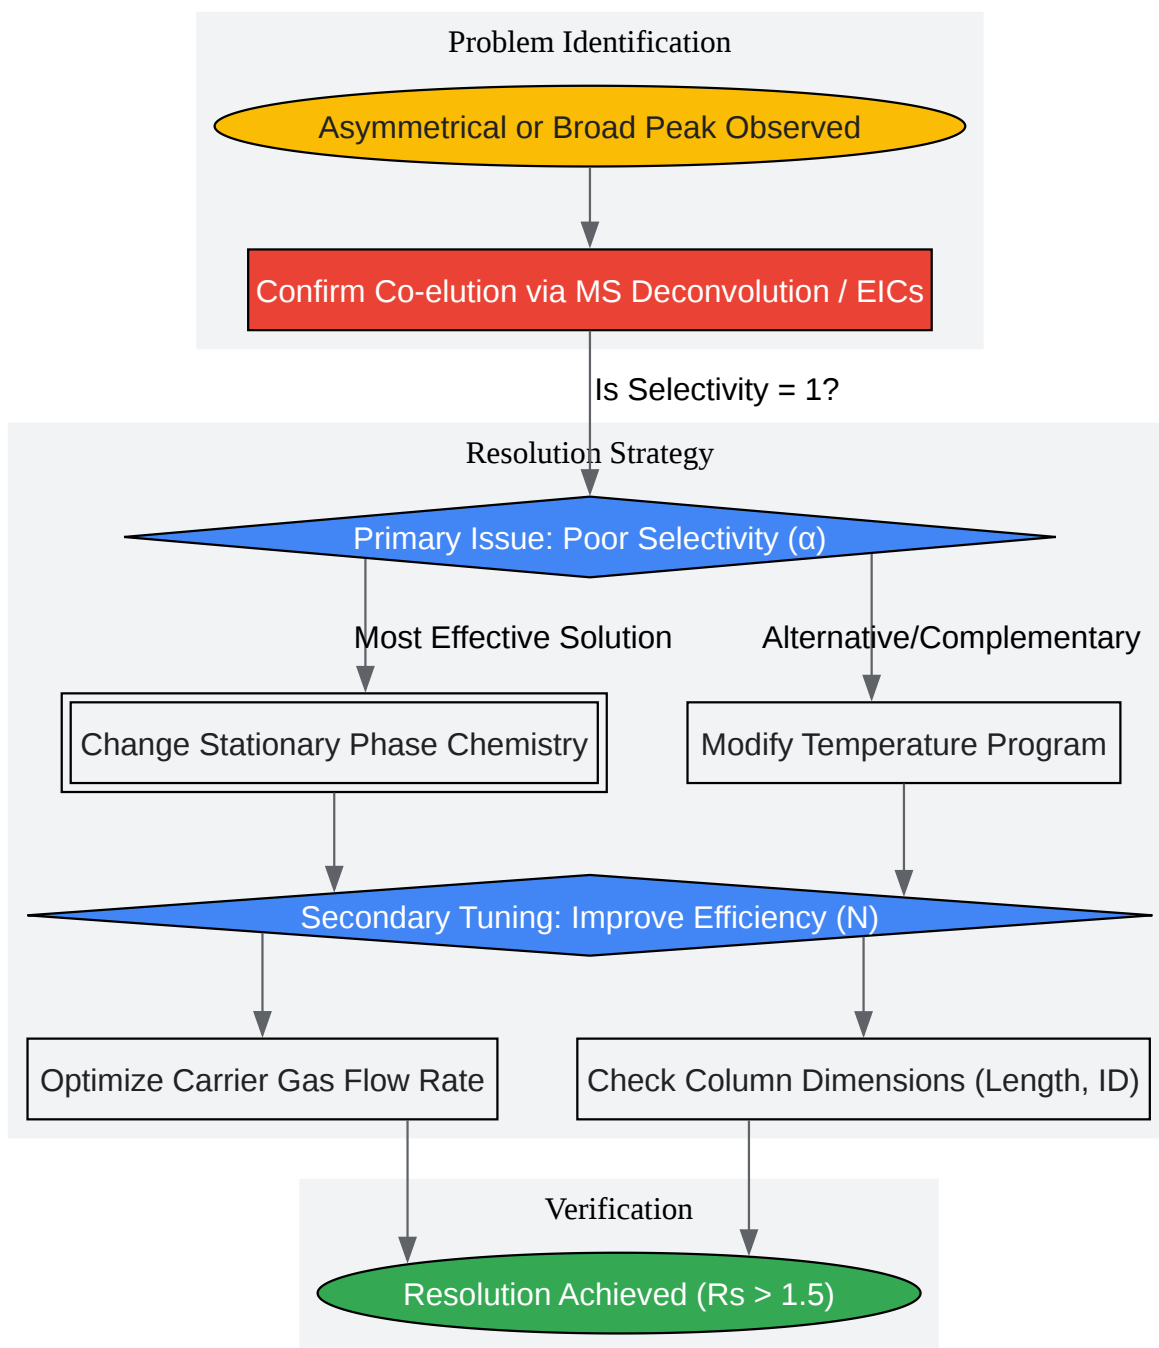 Problem Identification
Asymmetrical or Broad Peak Observed
Confirm Co-elution via MS Deconvolution / EICs
Is Selectivity = 1?
Resolution Strategy
Primary Issue: Poor Selectivity (α)
Most Effective Solution
Alternative/Complementary
Change Stationary Phase Chemistry
Modify Temperature Program
Secondary Tuning: Improve Efficiency (N)
Optimize Carrier Gas Flow Rate
Check Column Dimensions (Length, ID)
Verification
Resolution Achieved (Rs > 1.5)